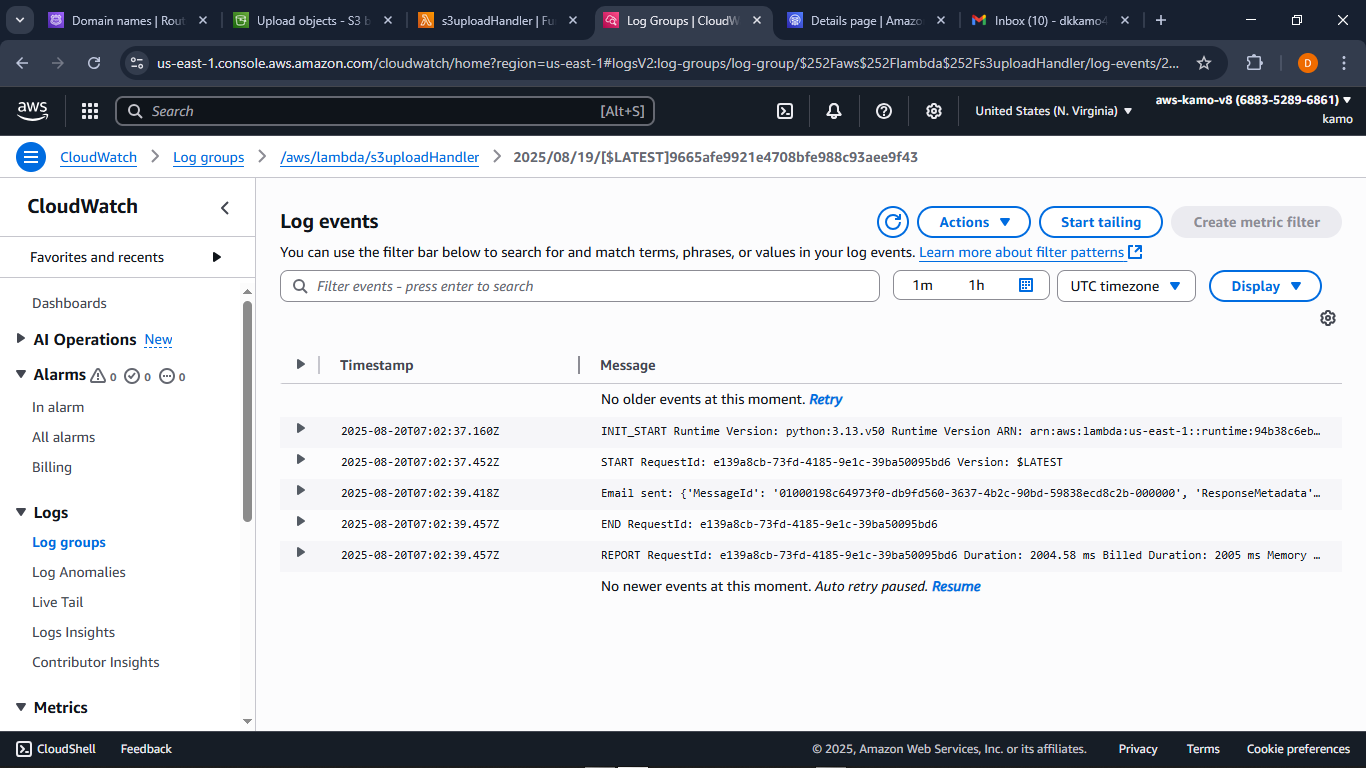 Domain names | Rout
Upload objects - S3 b
s3uploadHandler | Fu
Log Groups | CloudW
Details page | Amazo
Inbox (10) - dkkamo4
us-east-1.console.aws.amazon.com/cloudwatch/home?region=us-east-1#logsV2:log-groups/log-group/$252Faws$252Flambda$252Fs3uploadHandler/log-events/2...
D
aws
Search [Alt+S]
United States (N. Virginia)
aws-kamo-v8 (6883-5289-6861)
kamo
CloudWatch
Log groups
/aws/lambda/s3uploadHandler
2025/08/19/[$LATEST]9665afe9921e4708bfe988c93aee9f43
CloudWatch
Favorites and recents
Dashboards
AI Operations New
Alarms 0 0 0
In alarm
All alarms
Billing
Logs
Log groups
Log Anomalies
Live Tail
Logs Insights
Contributor Insights
Metrics
Log events
Actions
Start tailing
Create metric filter
You can use the filter bar below to search for and match terms, phrases, or values in your log events. Learn more about filter patterns
Filter events - press enter to search
1m 1h
UTC timezone
Display
Timestamp Message
No older events at this moment. Retry
2025-08-20T07:02:37.160Z INIT_START Runtime Version: python:3.13.v50 Runtime Version ARN: arn:aws:lambda:us-east-1::runtime:94b38c6eb…
2025-08-20T07:02:37.452Z START RequestId: e139a8cb-73fd-4185-9e1c-39ba50095bd6 Version: $LATEST
2025-08-20T07:02:39.418Z Email sent: {'MessageId': '01000198c64973f0-db9fd560-3637-4b2c-90bd-59838ecd8c2b-000000', 'ResponseMetadata'…
2025-08-20T07:02:39.457Z END RequestId: e139a8cb-73fd-4185-9e1c-39ba50095bd6
2025-08-20T07:02:39.457Z REPORT RequestId: e139a8cb-73fd-4185-9e1c-39ba50095bd6 Duration: 2004.58 ms Billed Duration: 2005 ms Memory …
No newer events at this moment. Auto retry paused. Resume
CloudShell
Feedback
© 2025, Amazon Web Services, Inc. or its affiliates.
Privacy
Terms
Cookie preferences